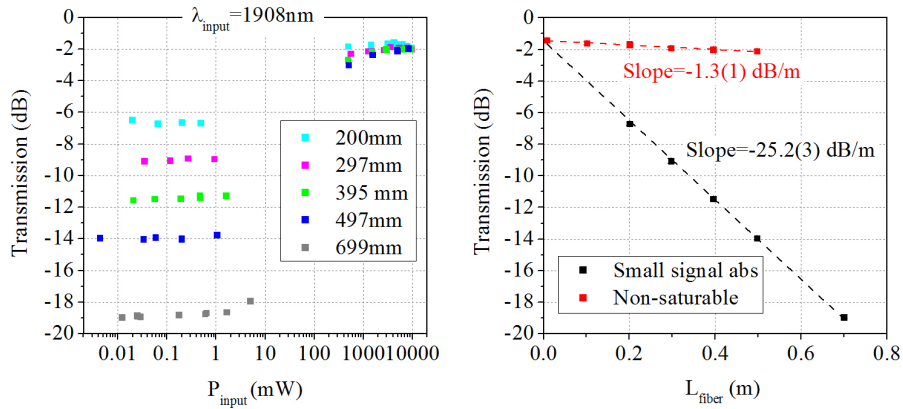 λinput=1908nm
0
-2
-4
-6
-8
-10
-12
-14
-16
-18
-20
Transmission (dB)
200mm
297mm
395 mm
497mm
699mm
0.01 0.1 1 10 100 1000 10000100000
Pinput (mW)
0
-2
-4
-6
-8
-10
-12
-14
-16
-18
-20
Transmission (dB)
Slope=-1.3(1) dB/m
Slope=-25.2(3) dB/m
Small signal abs
Non-saturable
0.0 0.2 0.4 0.6 0.8
Lfiber (m)